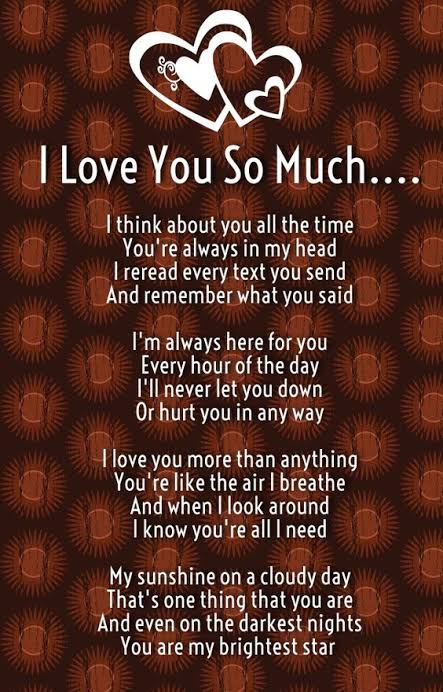 I Love You So Much....
I think about you all the time
You're always in my head
I reread every text you send
And remember what you said
I'm always here for you
Every hour of the day
I'll never let you down
Or hurt you in any way
I love you more than anything
You're like the air I breathe
And when I look around
I know you're all I need
My sunshine on a cloudy day
That's one thing that you are
And even on the darkest nights
You are my brightest star